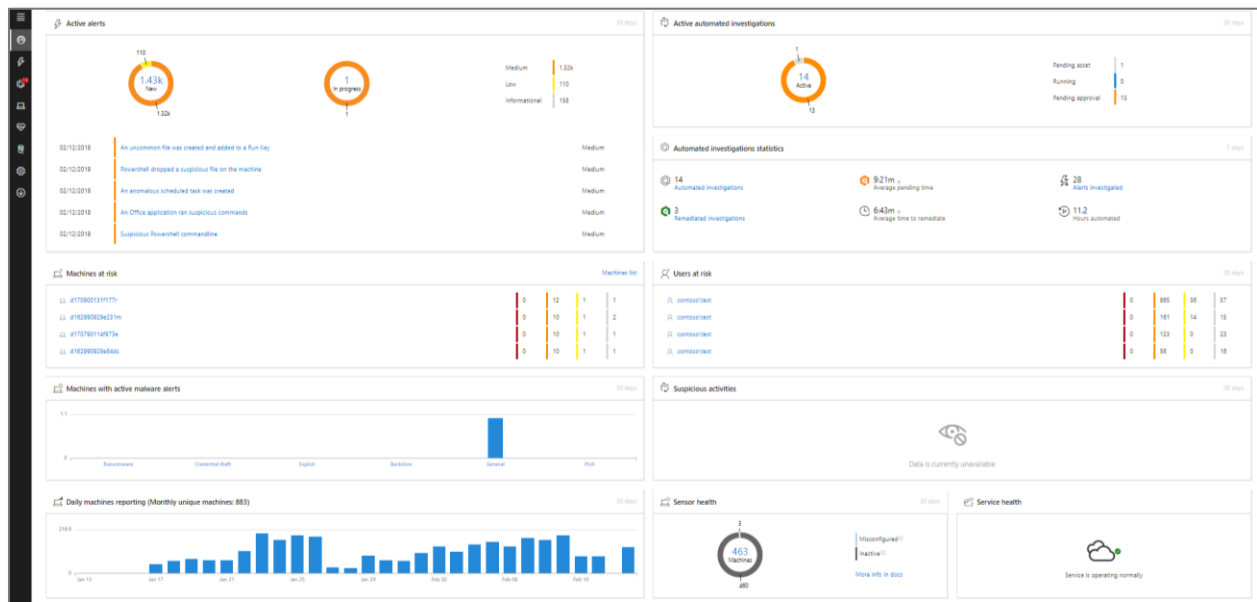 Active alerts
30 days
110
1.43k
New
1.32k
1
In progress
1
Medium 1.32k
Low 110
Informational 158
02/12/2018 An uncommon file was created and added to a Run Key Medium
02/12/2018 Powershell dropped a suspicious file on the machine Medium
02/12/2018 An anomalous scheduled task was created Medium
02/12/2018 An Office application ran suspicious commands Medium
02/12/2018 Suspicious Powershell commandline Medium
Active automated investigations
30 days
1
14
Active
13
Pending asset 1
Running 0
Pending approval 13
Automated investigations statistics
7 days
14
Automated investigations
9:21m
Average pending time
28
Alerts investigated
3
Remediated investigations
6:43m
Average time to remediate
11.2
Hours automated
Machines at risk
Machines list
0 12 1 1
0 10 1 2
0 10 1 1
0 10 1 1
Users at risk
30 days
contoso\test 0 865 36 57
contoso\test 0 181 14 15
contoso\test 0 123 0 23
contoso\test 0 56 0 16
Machines with active malware alerts
30 days
1.1
0
Ransomware Credential theft Exploit Backdoor General PUA
Suspicious activities
30 days
Data is currently unavailable
Daily machines reporting (Monthly unique machines: 883)
30 days
218.9
0
Jan 13 Jan 17 Jan 21 Jan 25 Jan 29 Feb 02 Feb 06 Feb 10
Sensor health
30 days
3
463
Machines
460
Misconfigured
Inactive
More info in docs
Service health
Service is operating normally